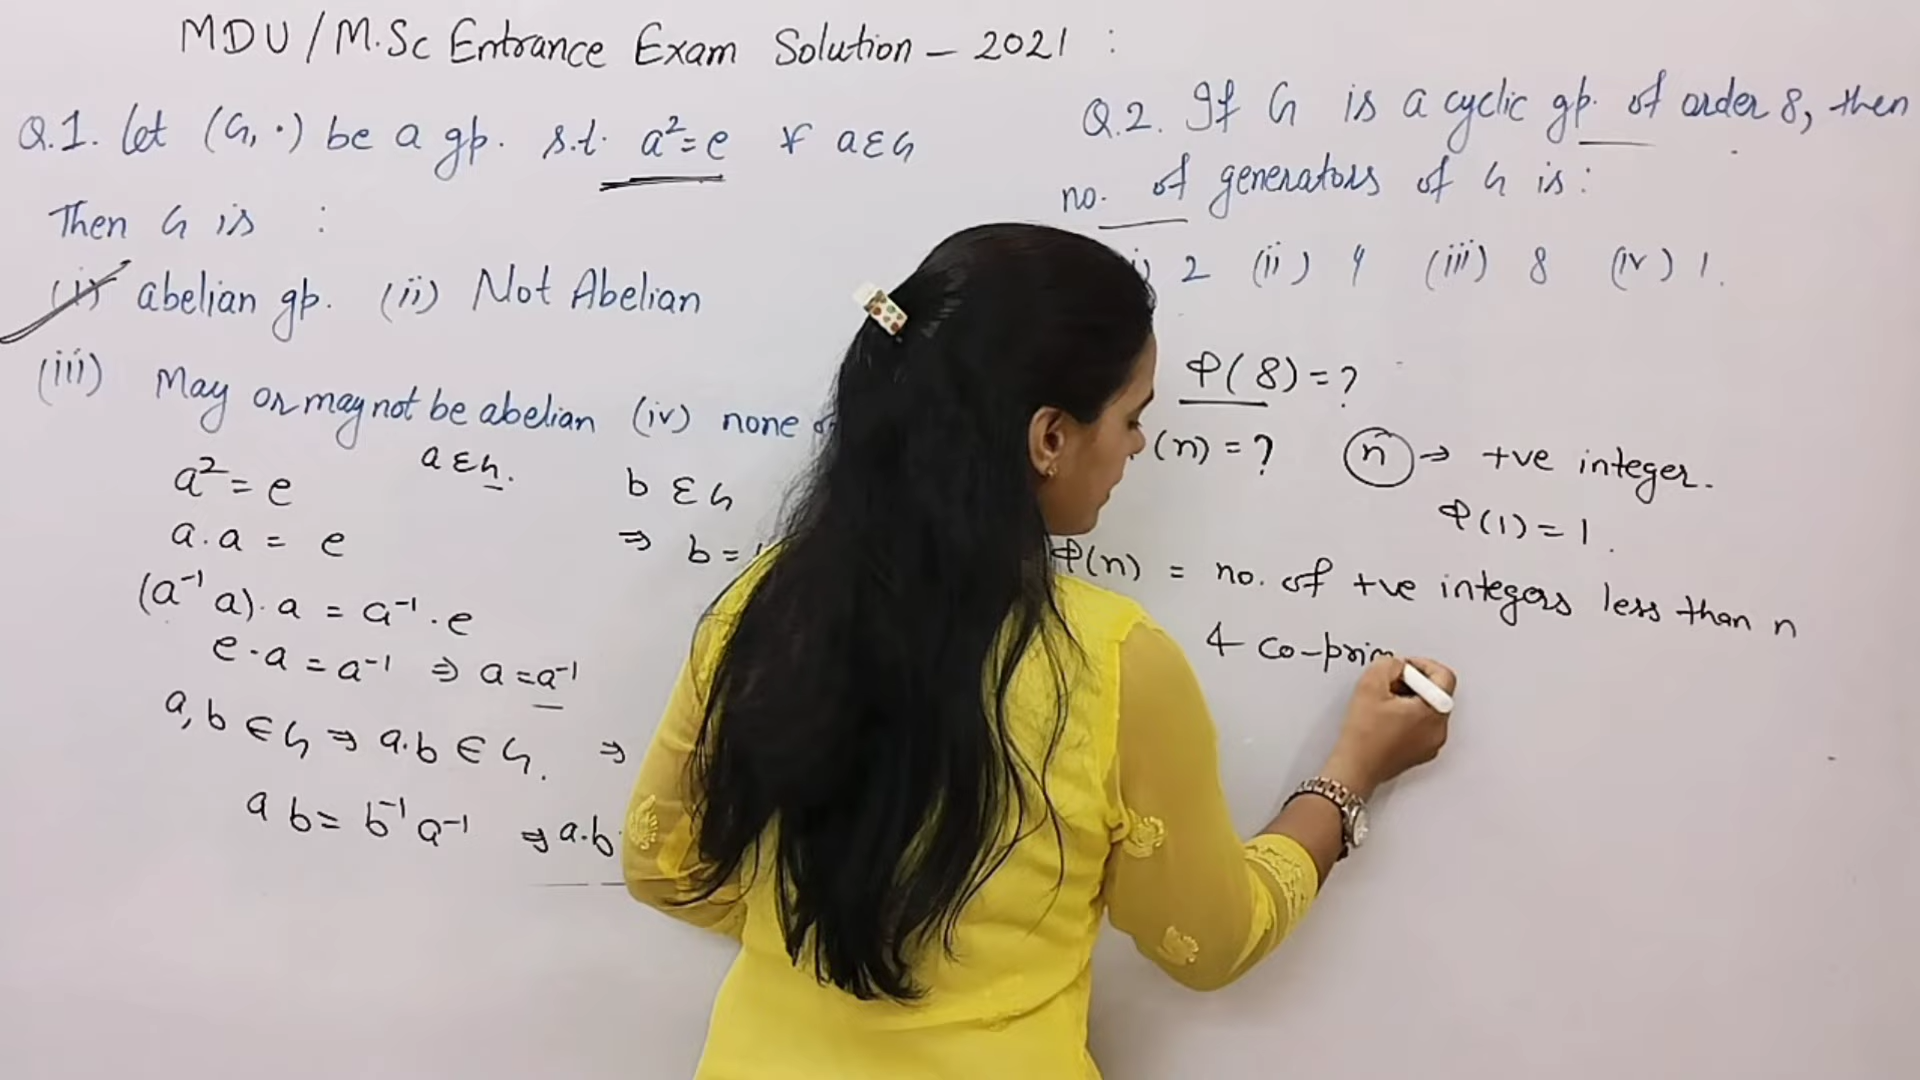 MDU / M.Sc Entrance Exam Solution – 2021 :
Q.1. Let (G, ·) be a gp. s.t. a²= e ∀ a ε G
Then G is :
(i) abelian gp. (ii) Not Abelian
(iii) May or may not be abelian (iv) none
a² = e a ε G.
a . a = e
(a⁻¹ a) . a = a⁻¹ . e
e . a = a⁻¹ ⇒ a = a⁻¹
a, b ∈ G ⇒ a.b ∈ G. ⇒
a b = b⁻¹ a⁻¹ ⇒ a.b
b ε G
⇒ b =
Q.2. If G is a cyclic gp. of order 8, then
no. of generators of G is :
2 (ii) 4 (iii) 8 (iv) 1.
Φ(8) = ?
(n) = ? n → +ve integer.
Φ(1) = 1.
Φ(n) = no. of +ve integers less than n
& co-prim